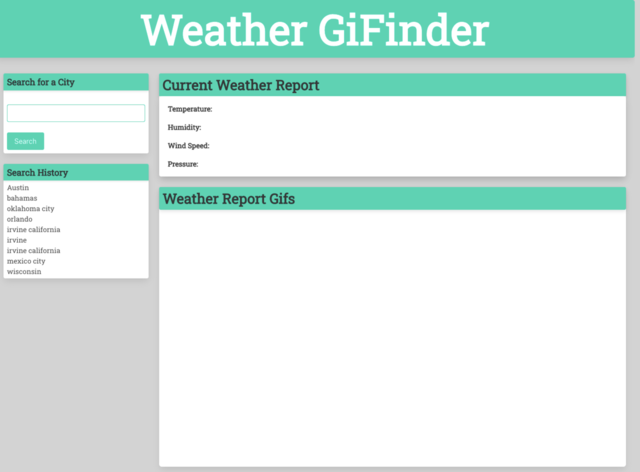 Weather GiFinder
Search for a City
Search
Search History
Austin
bahamas
oklahoma city
orlando
irvine california
irvine
irvine california
mexico city
wisconsin
Current Weather Report
Temperature:
Humidity:
Wind Speed:
Pressure:
Weather Report Gifs